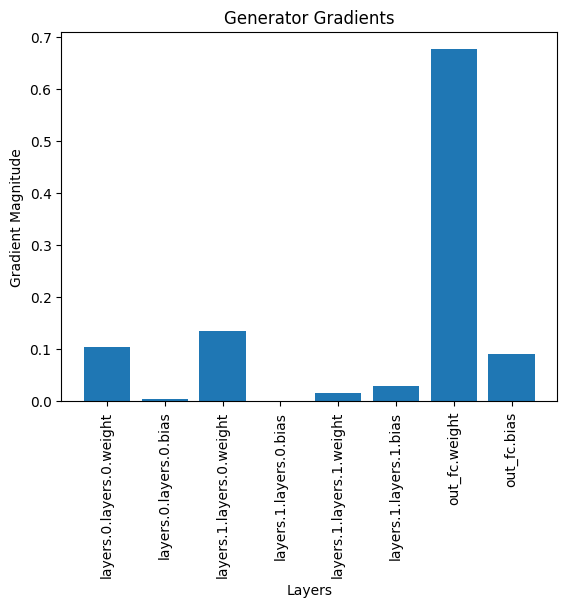 Generator Gradients
Gradient Magnitude
0.7
0.6
0.5
0.4
0.3
0.2
0.1
0.0
layers.0.layers.0.weight
layers.0.layers.0.bias
layers.1.layers.0.weight
layers.1.layers.0.bias
layers.1.layers.1.weight
layers.1.layers.1.bias
out_fc.weight
out_fc.bias
Layers